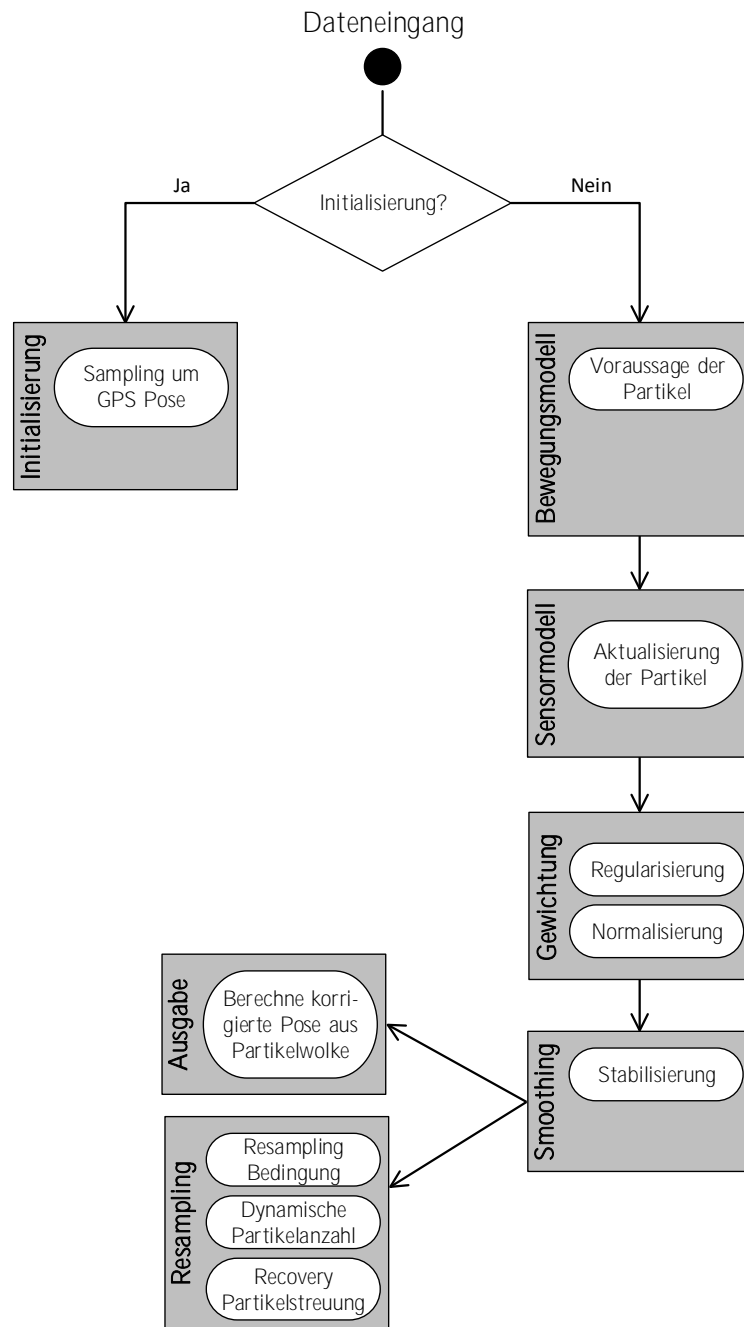 Dateneingang
Initialisierung?
Ja
Nein
Initialisierung
Sampling um
GPS Pose
Bewegungsmodell
Voraussage der
Partikel
Sensormodell
Aktualisierung
der Partikel
Gewichtung
Regularisierung
Normalisierung
Smoothing
Stabilisierung
Ausgabe
Berechne korri-
gierte Pose aus
Partikelwolke
Resampling
Resampling
Bedingung
Dynamische
Partikelanzahl
Recovery
Partikelstreuung